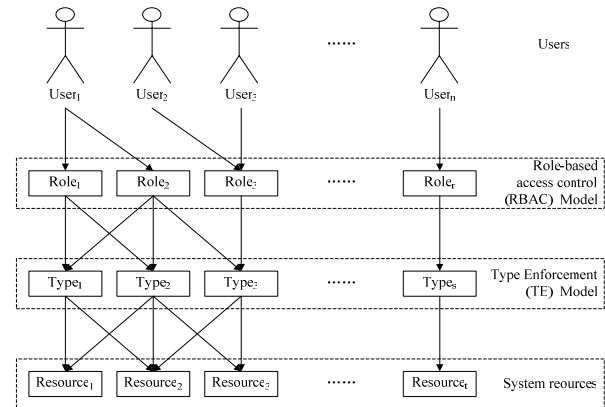 User₁ User₂ User₃ ...... Userₙ Users
Role₁ Role₂ Role₃ ...... Roleᵣ Role-based
access control
(RBAC) Model
Type₁ Type₂ Type₃ ...... Typeₛ Type Enforcement
(TE) Model
Resource₁ Resource₂ Resource₃ ...... Resourceₜ System reources